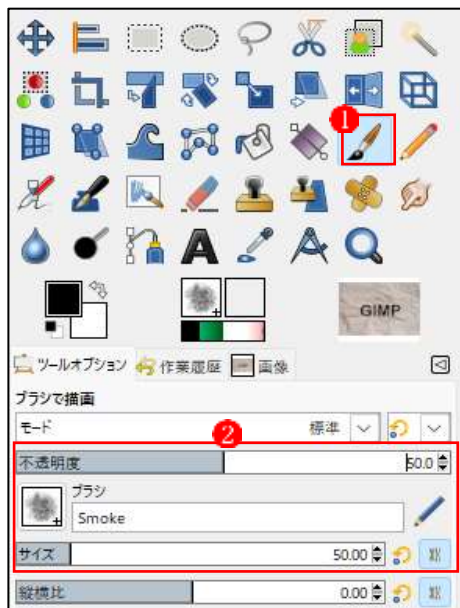 1
GIMP
ツールオプション 作業履歴 画像
ブラシで描画
モード 標準
2
不透明度 50.0
ブラシ
Smoke
サイズ 50.00
縦横比 0.00